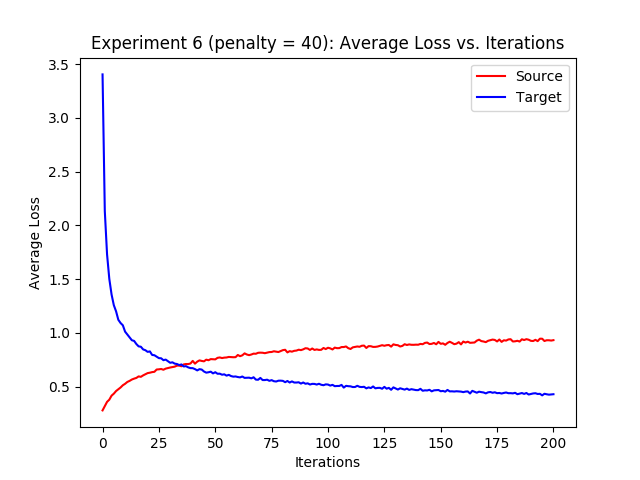 Experiment 6 (penalty = 40): Average Loss vs. Iterations
3.5
3.0
2.5
2.0
1.5
1.0
0.5
Average Loss
Source
Target
0 25 50 75 100 125 150 175 200
Iterations